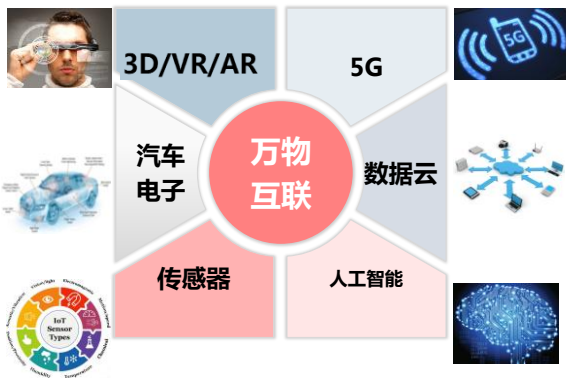 3D/VR/AR
5G
5G
汽车
电子
万物
互联
数据云
传感器
人工智能
IoT
Sensor
Types